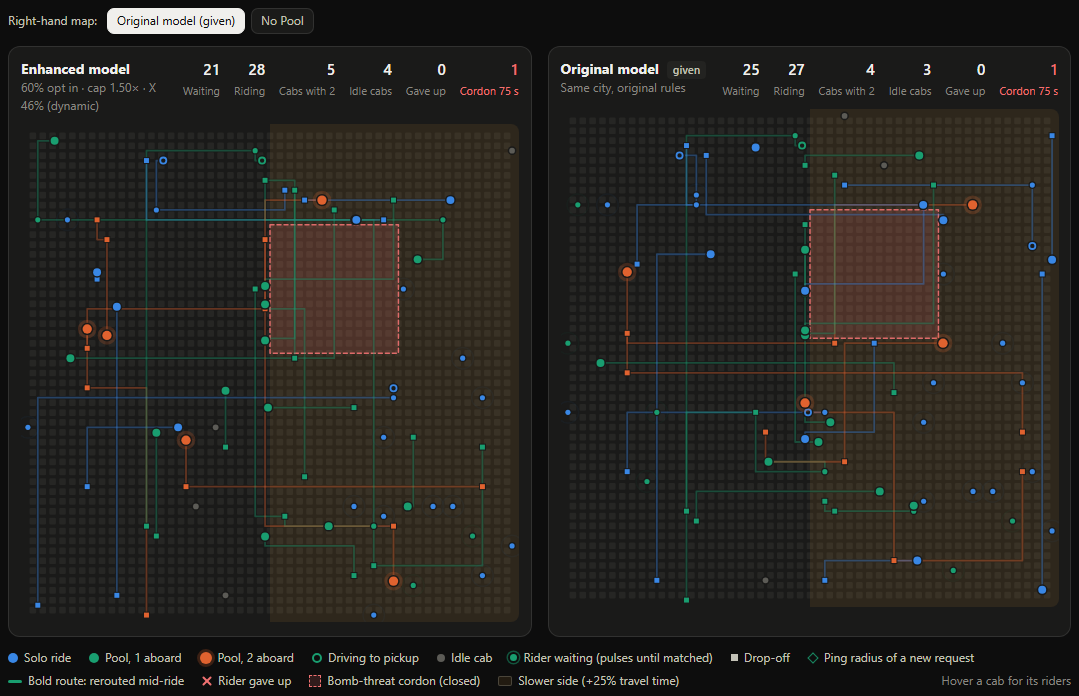 Right-hand map: Original model (given) No Pool
Enhanced model
60% opt in · cap 1.50× · X
46% (dynamic)
21 Waiting
28 Riding
5 Cabs with 2
4 Idle cabs
0 Gave up
1 Cordon 75 s
Original model given
Same city, original rules
25 Waiting
27 Riding
4 Cabs with 2
3 Idle cabs
0 Gave up
1 Cordon 75 s
Solo ride Pool, 1 aboard Pool, 2 aboard Driving to pickup Idle cab Rider waiting (pulses until matched) Drop-off Ping radius of a new request
Bold route: rerouted mid-ride Rider gave up Bomb-threat cordon (closed) Slower side (+25% travel time) Hover a cab for its riders